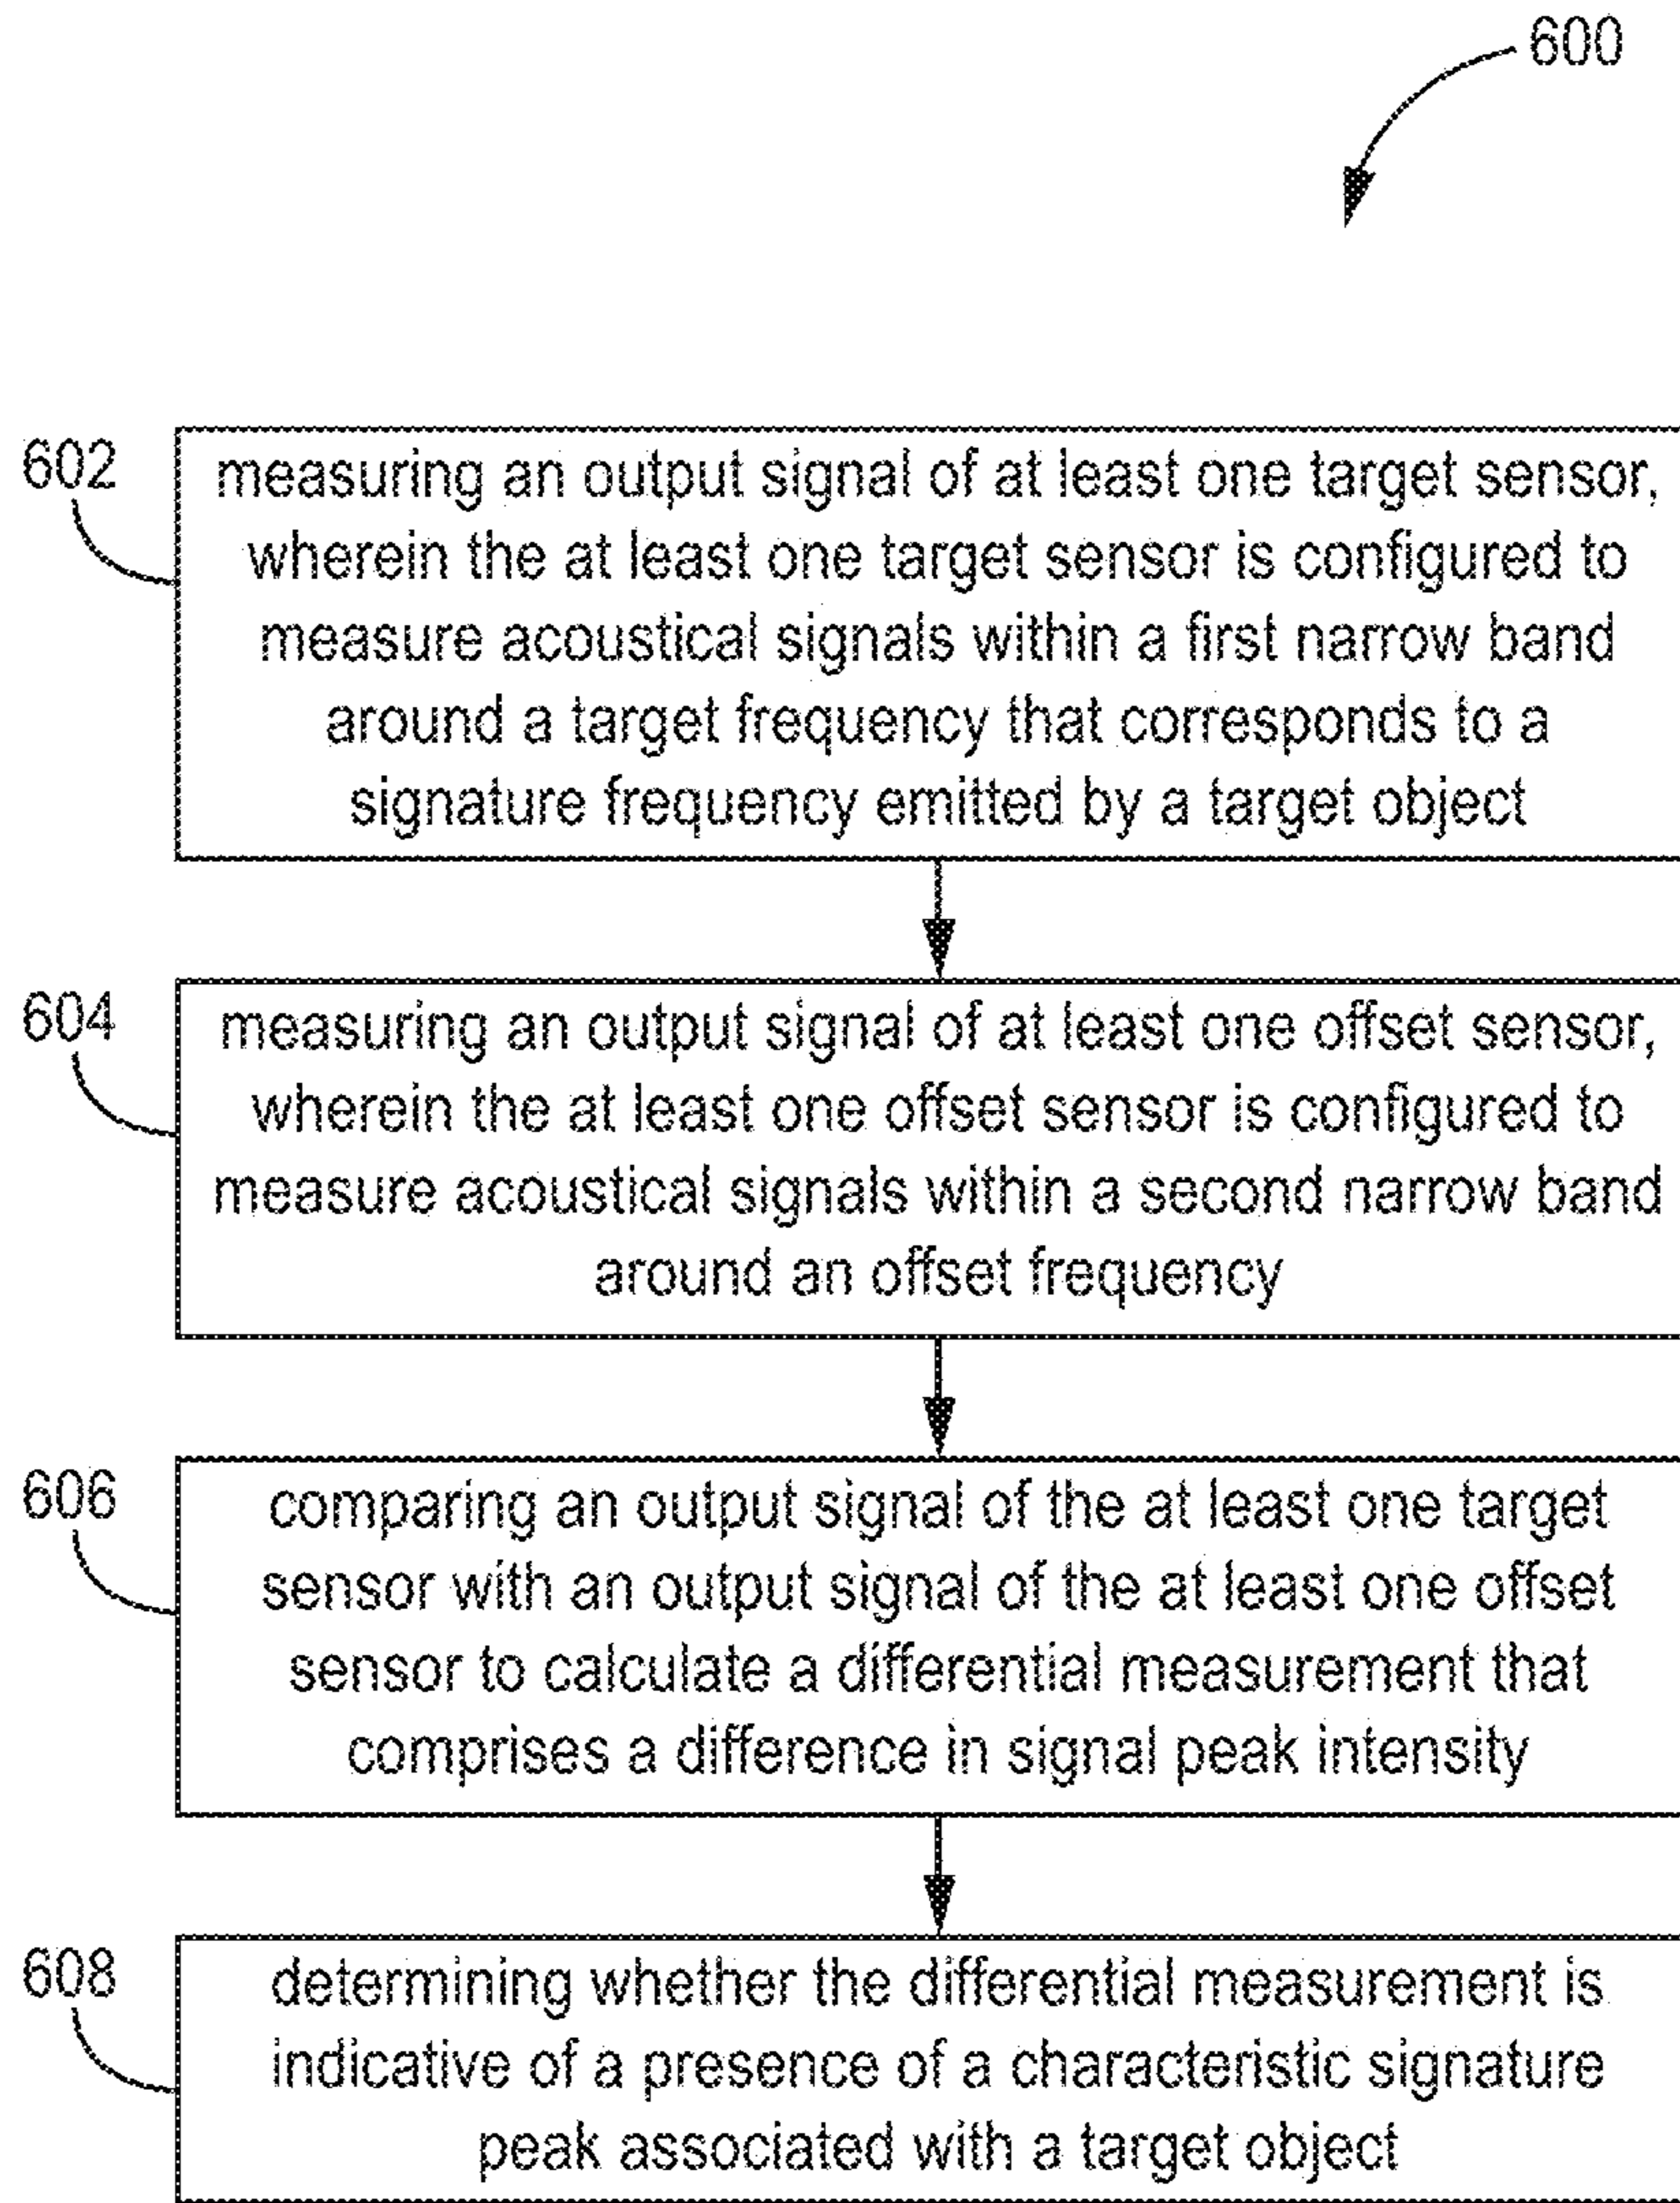 600
602
measuring an output signal of at least one target sensor,
wherein the at least one target sensor is configured to
measure acoustical signals within a first narrow band
around a target frequency that corresponds to a
signature frequency emitted by a target object
604
measuring an output signal of at least one offset sensor,
wherein the at least one offset sensor is configured to
measure acoustical signals within a second narrow band
around an offset frequency
606
comparing an output signal of the at least one target
sensor with an output signal of the at least one offset
sensor to calculate a differential measurement that
comprises a difference in signal peak intensity
608
determining whether the differential measurement is
indicative of a presence of a characteristic signature
peak associated with a target object